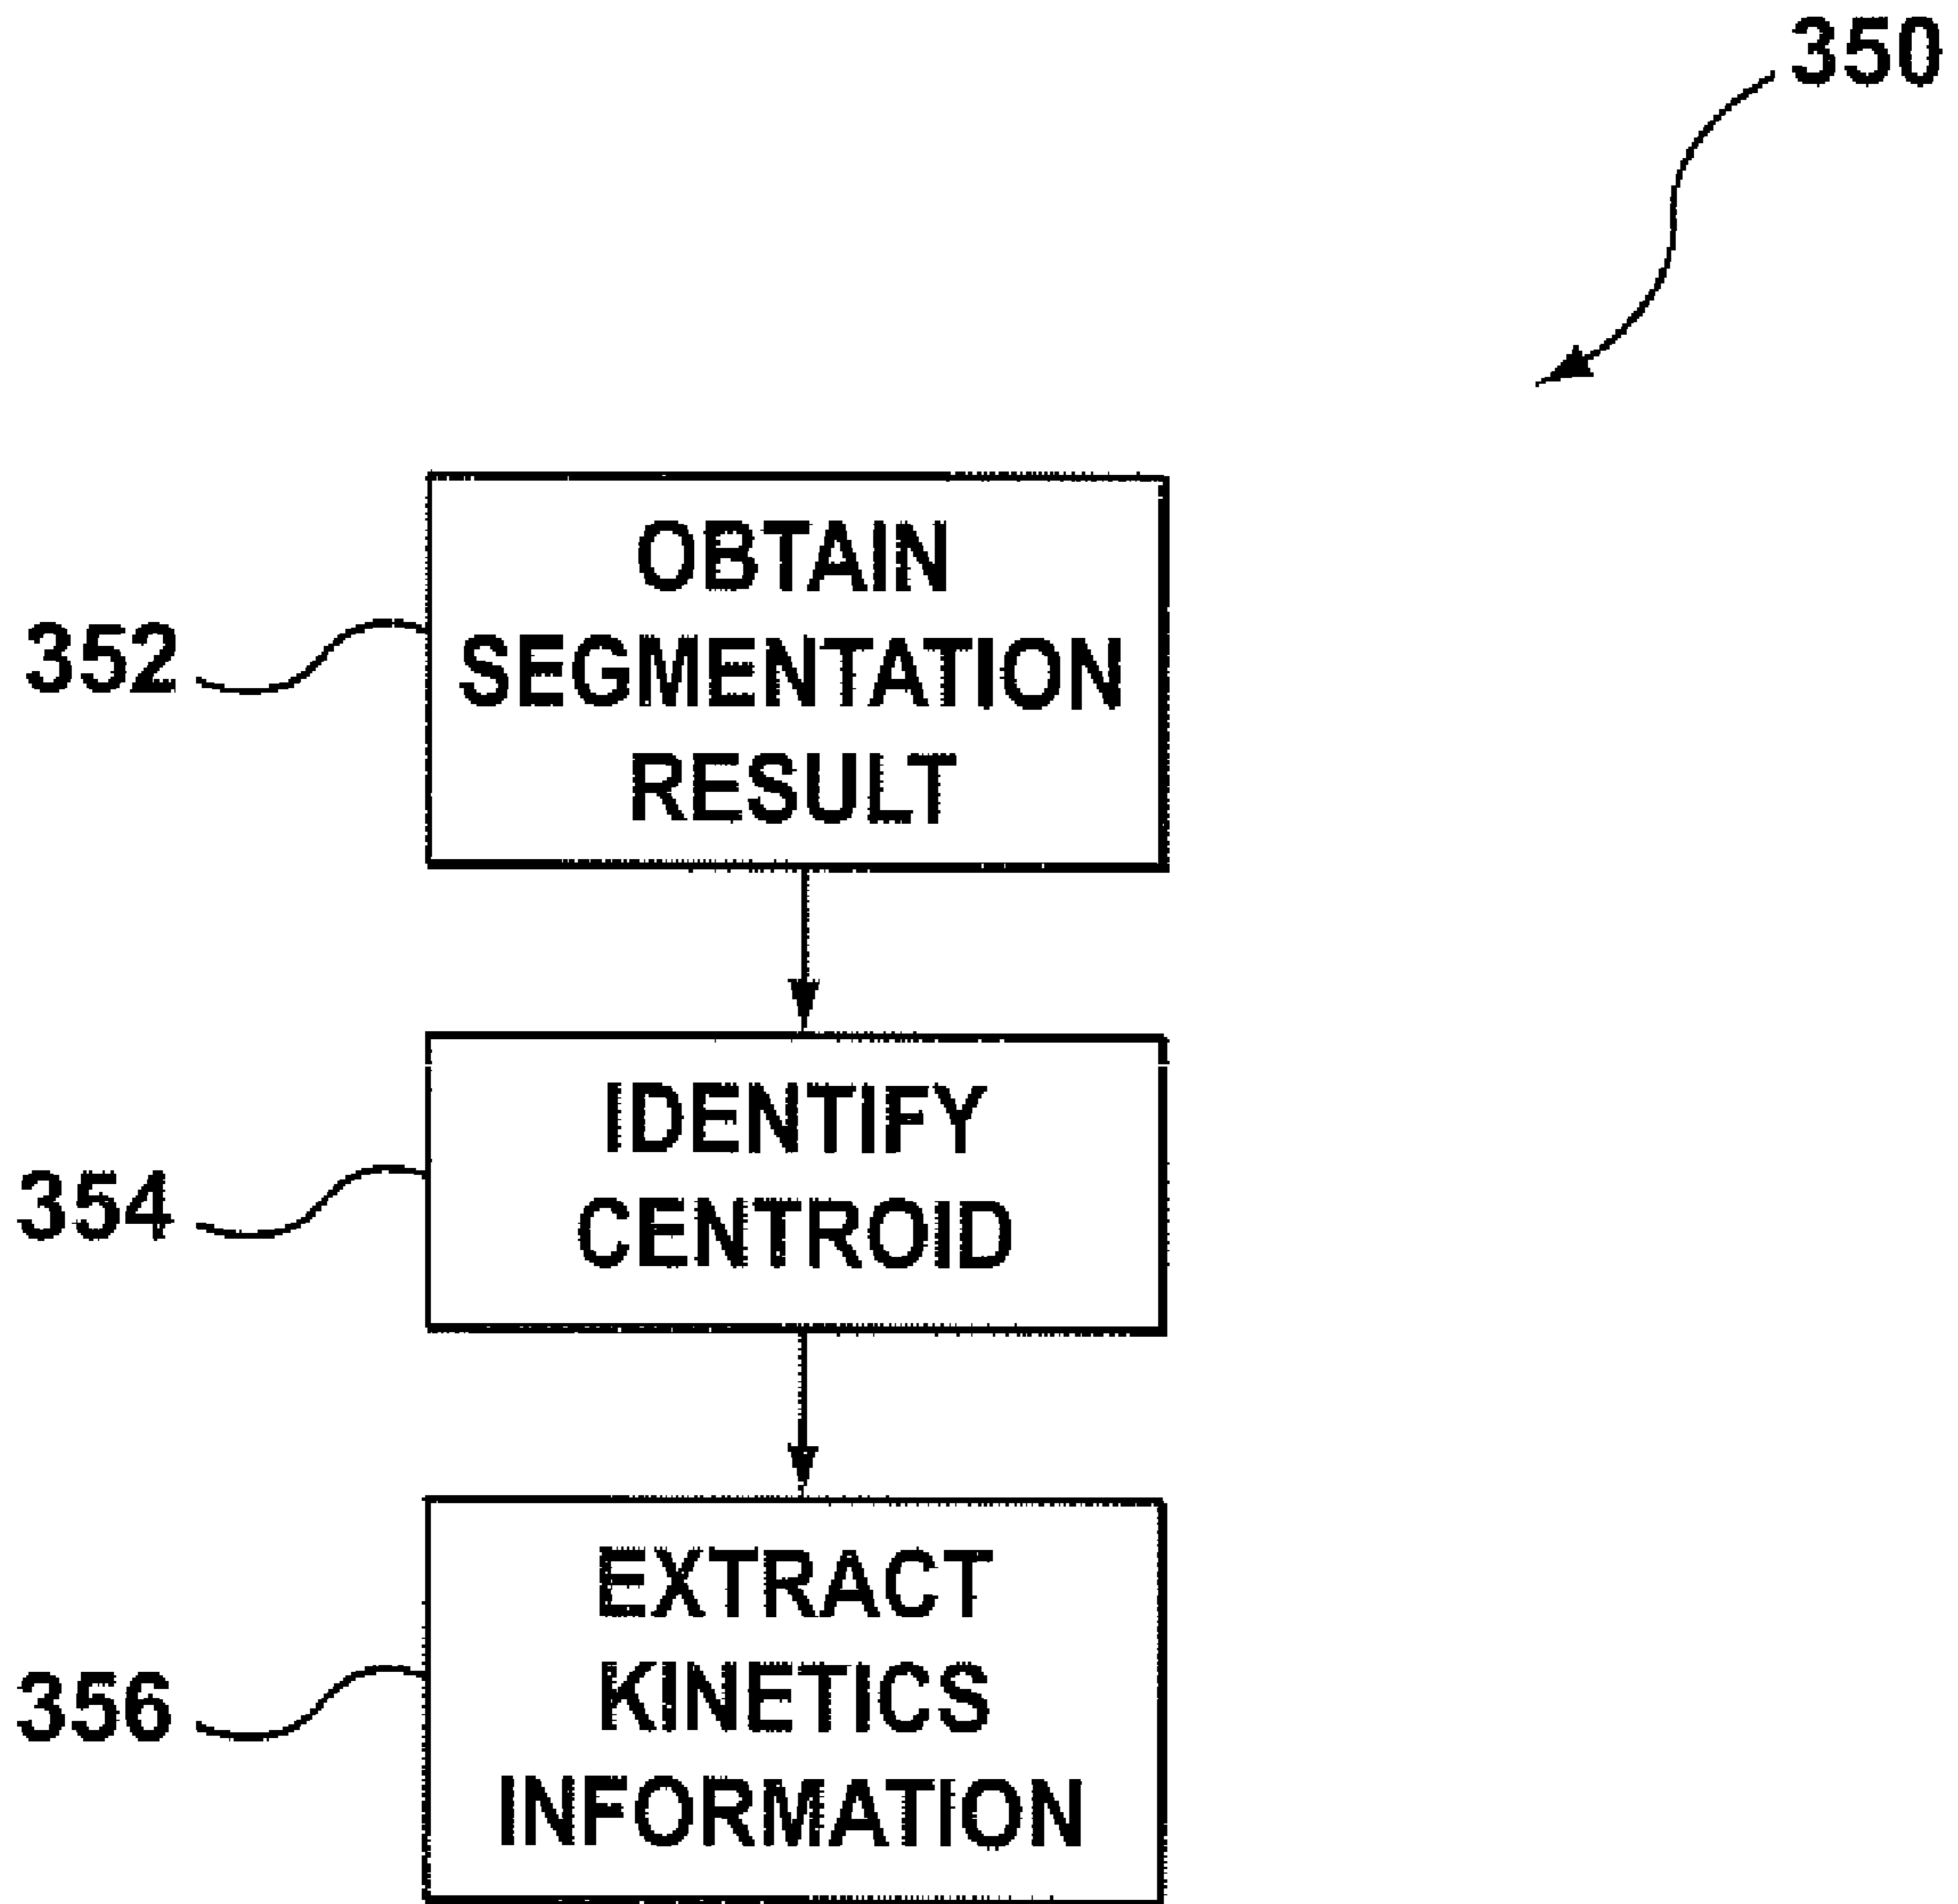 350
352
OBTAIN
SEGMENTATION
RESULT
354
IDENTIFY
CENTROID
356
EXTRACT
KINETICS
INFORMATION